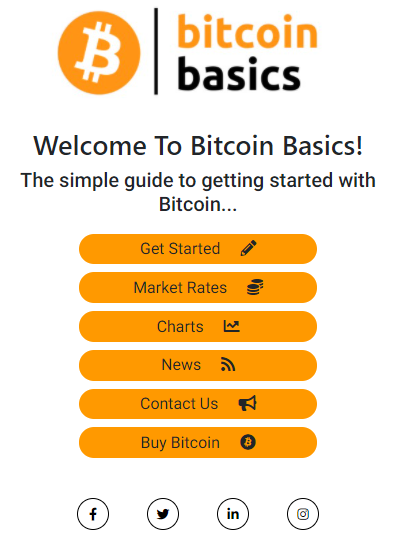 bitcoin
basics
Welcome To Bitcoin Basics!
The simple guide to getting started with
Bitcoin...
Get Started
Market Rates
Charts
News
Contact Us
Buy Bitcoin